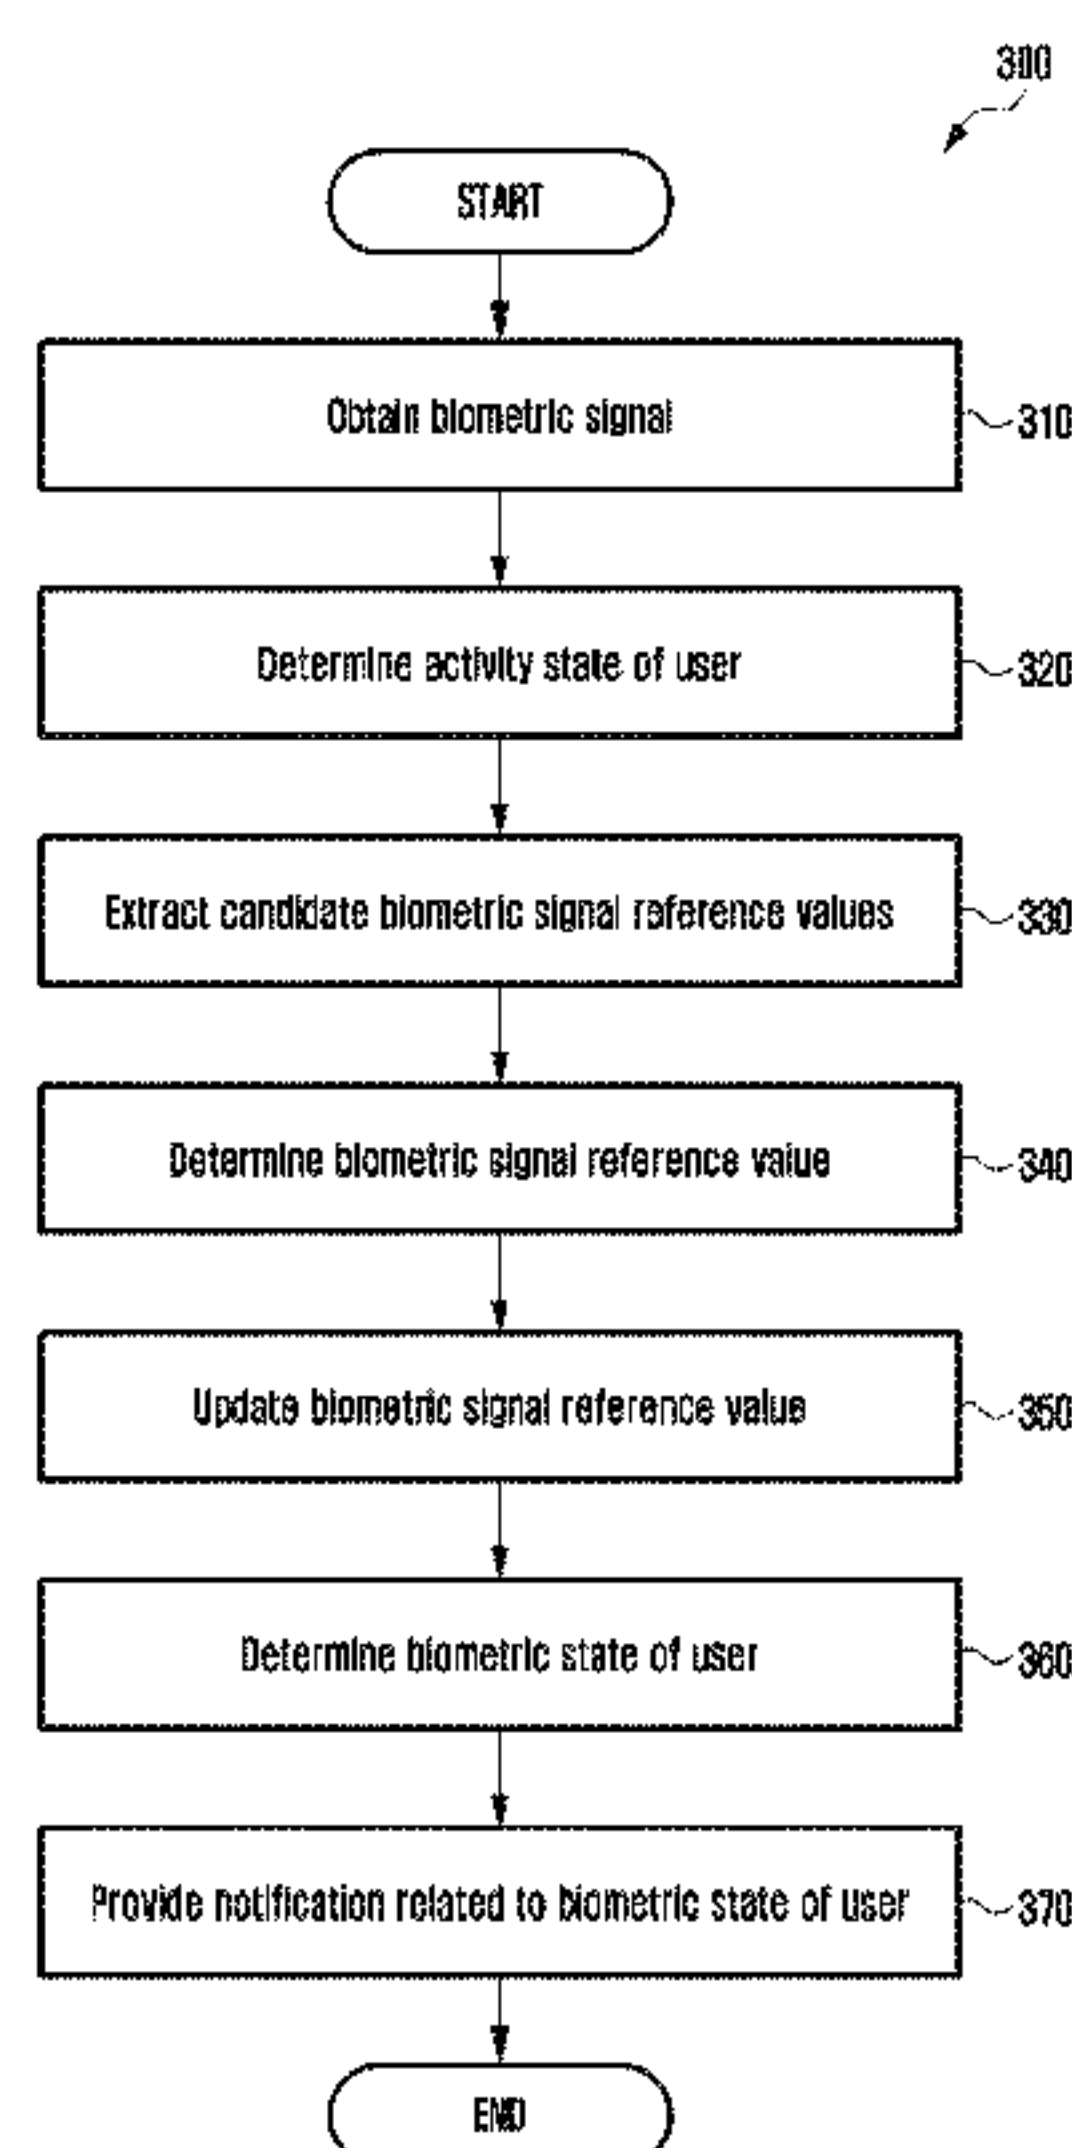 300
START
Obtain biometric signal
310
Determine activity state of user
320
Extract candidate biometric signal reference values
330
Determine biometric signal reference value
340
Update biometric signal reference value
350
Determine biometric state of user
360
Provide notification related to biometric state of user
370
END